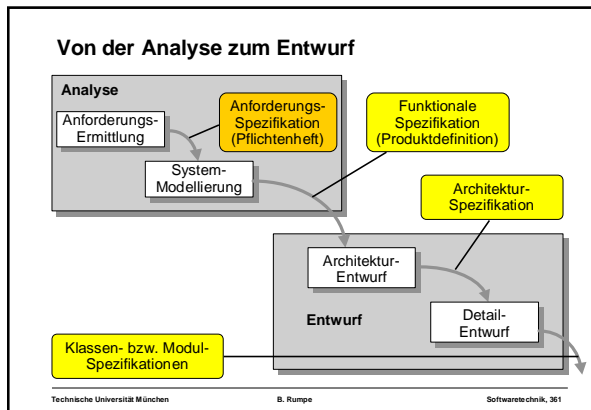 Von der Analyse zum Entwurf
Analyse
Anforderungs-
Ermittlung
Anforderungs-
Spezifikation
(Pflichtenheft)
Funktionale
Spezifikation
(Produktdefinition)
System-
Modellierung
Architektur-
Spezifikation
Architektur-
Entwurf
Entwurf
Detail-
Entwurf
Klassen- bzw. Modul-
Spezifikationen
Technische Universität München B. Rumpe Softwaretechnik, 361